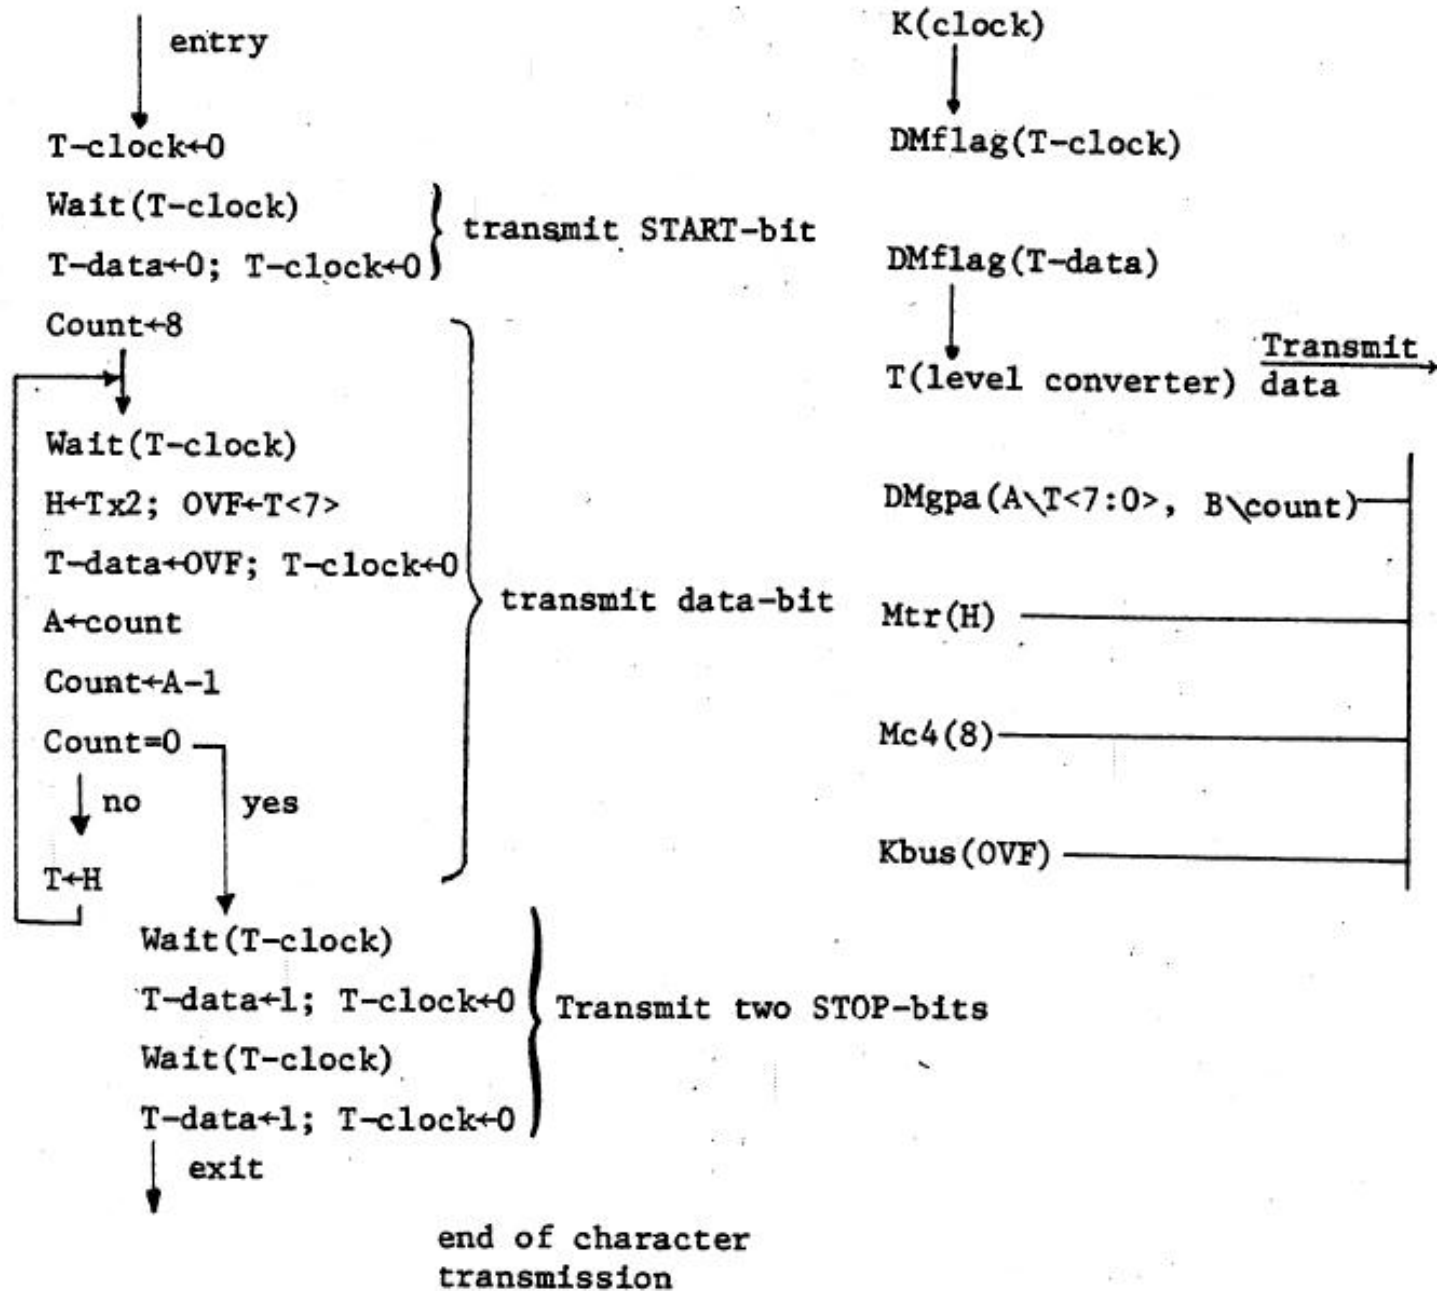 entry
T-clock←0
Wait(T-clock)
T-data←0; T-clock←0
transmit START-bit
Count←8
Wait(T-clock)
H←Tx2; OVF←T<7>
T-data←OVF; T-clock←0
A←count
Count←A-1
Count=0
no
yes
T←H
transmit data-bit
Wait(T-clock)
T-data←1; T-clock←0
Wait(T-clock)
T-data←1; T-clock←0
Transmit two STOP-bits
exit
end of character
transmission
K(clock)
DMflag(T-clock)
DMflag(T-data)
T(level converter)
Transmit
data
DMgpa(A\T<7:0>, B\count)
Mtr(H)
Mc4(8)
Kbus(OVF)